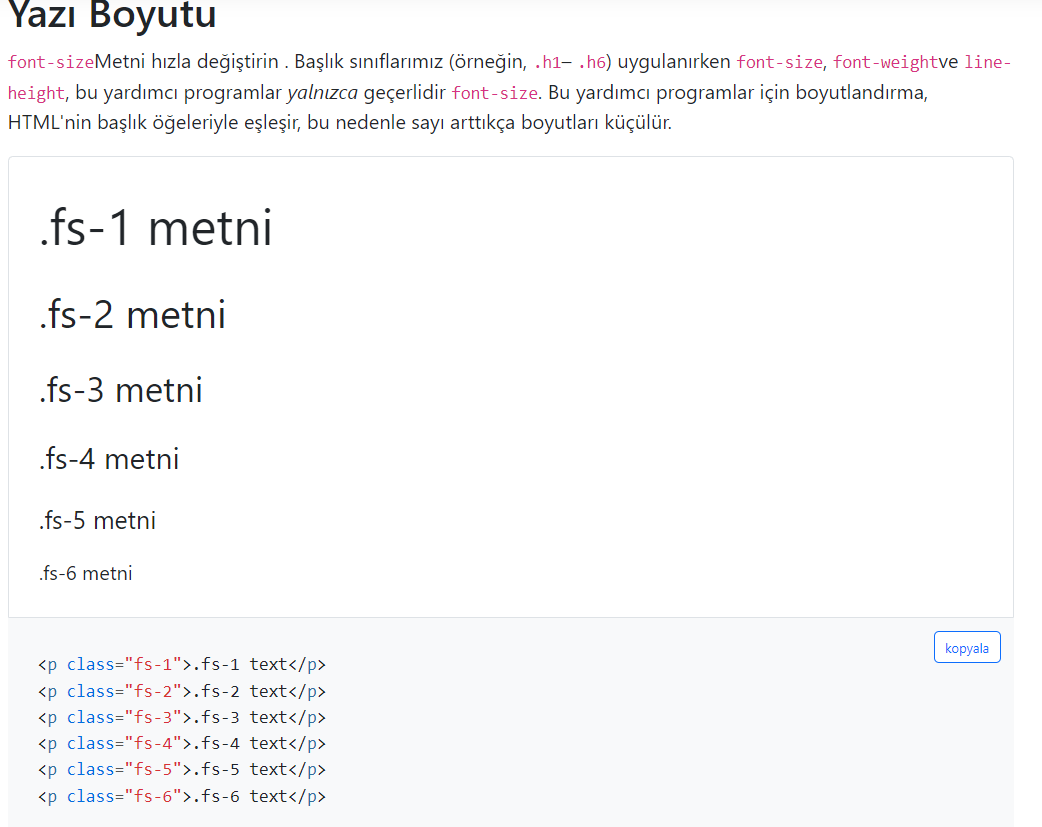 Yazı Boyutu
font-sizeMetni hızla değiştirin . Başlık sınıflarımız (örneğin, .h1– .h6) uygulanırken font-size, font-weightve line-
height, bu yardımcı programlar yalnızca geçerlidir font-size. Bu yardımcı programlar için boyutlandırma,
HTML'nin başlık öğeleriyle eşleşir, bu nedenle sayı arttıkça boyutları küçülür.
.fs-1 metni
.fs-2 metni
.fs-3 metni
.fs-4 metni
.fs-5 metni
.fs-6 metni
kopyala
<p class="fs-1">.fs-1 text</p>
<p class="fs-2">.fs-2 text</p>
<p class="fs-3">.fs-3 text</p>
<p class="fs-4">.fs-4 text</p>
<p class="fs-5">.fs-5 text</p>
<p class="fs-6">.fs-6 text</p>